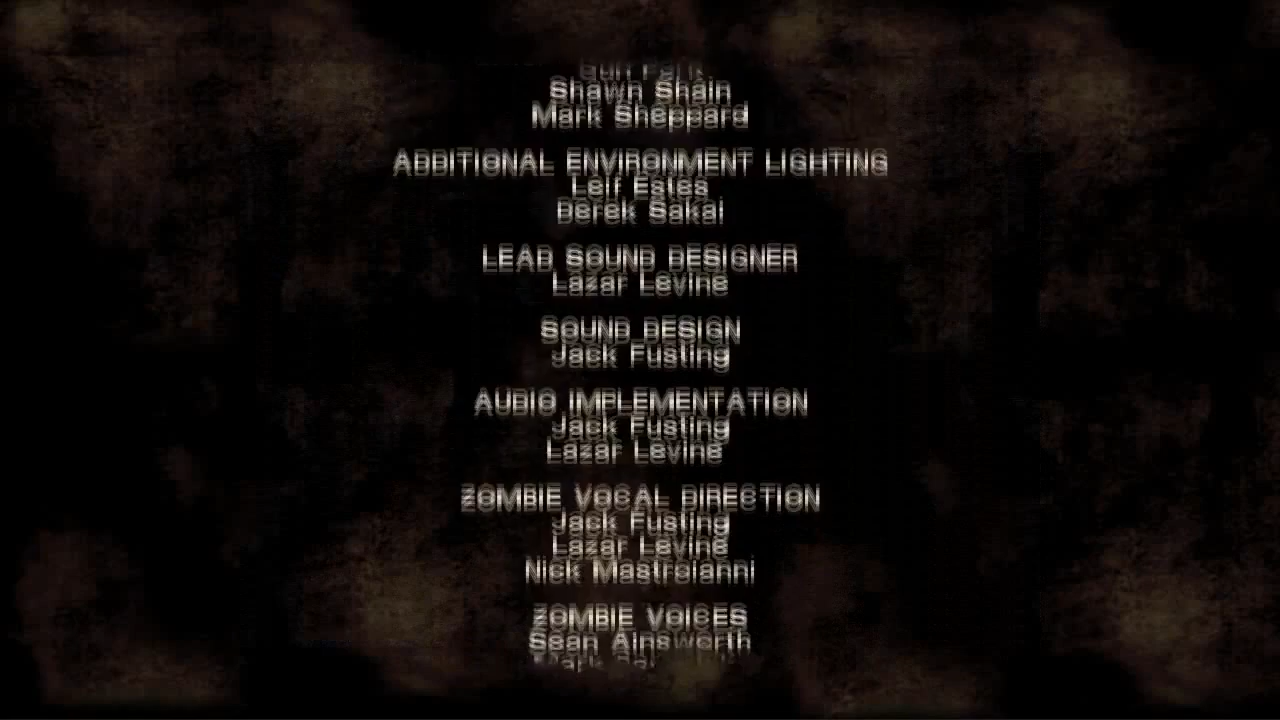 Shawn Shain
Mark Sheppard
ADDITIONAL ENVIRONMENT LIGHTING
Leif Estes
Derek Sakai
LEAD SOUND DESIGNER
Lazar Levine
SOUND DESIGN
Jack Fusting
AUDIO IMPLEMENTATION
Jack Fusting
Lazar Levine
ZOMBIE VOCAL DIRECTION
Jack Fusting
Lazar Levine
Nick Mastroianni
ZOMBIE VOICES
Sean Ainsworth
Mark